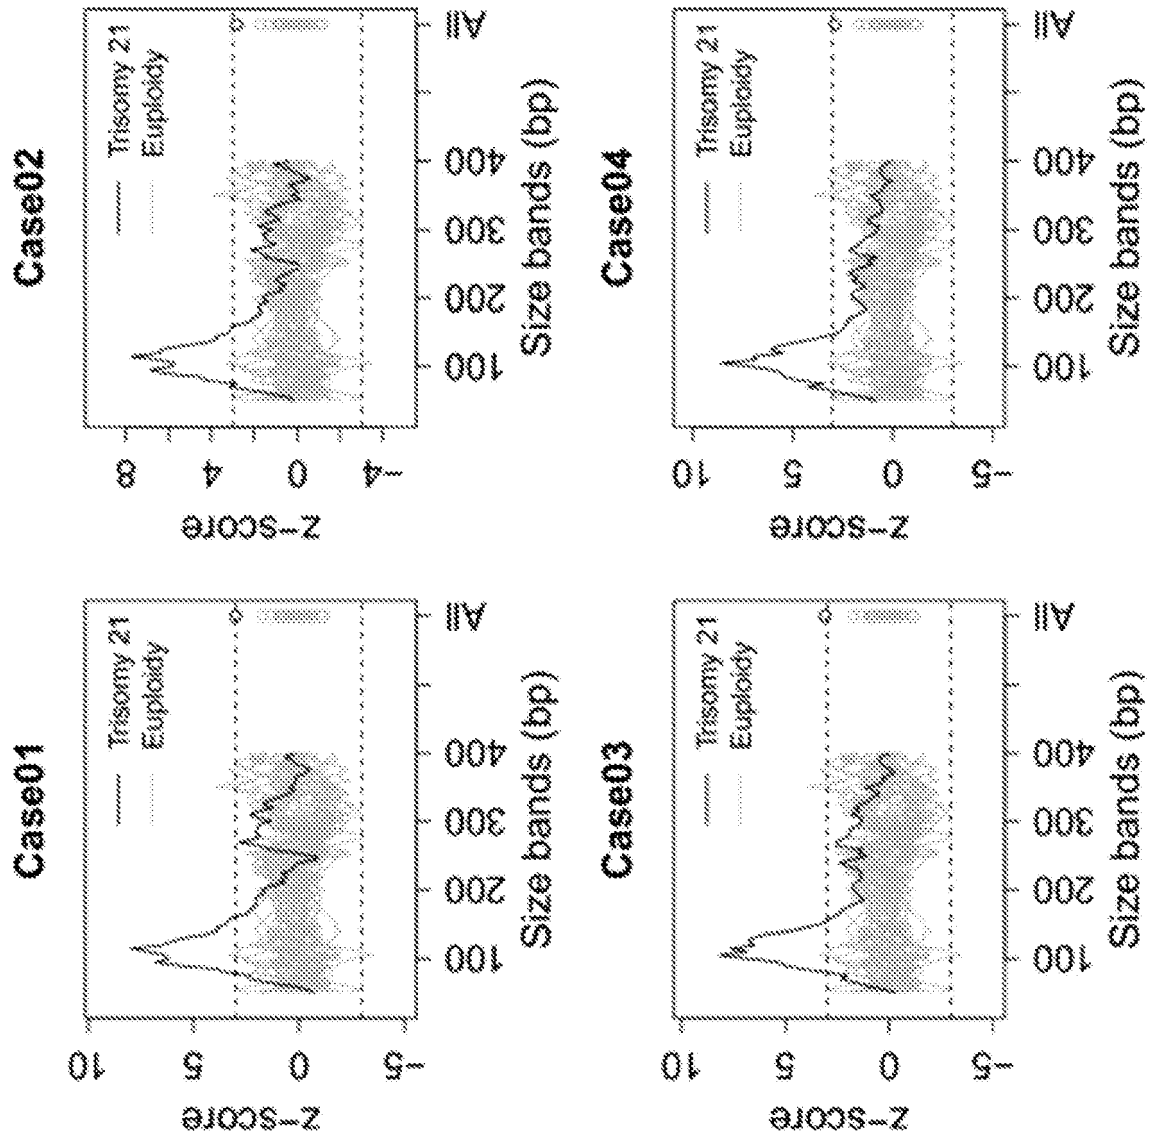 Case01
z-score
10
5
0
-5
Trisomy 21
Euploidy
100
200
300
400
All
Size bands (bp)
Case02
z-score
8
4
0
-4
Trisomy 21
Euploidy
100
200
300
400
All
Size bands (bp)
Case03
z-score
10
5
0
-5
Trisomy 21
Euploidy
100
200
300
400
All
Size bands (bp)
Case04
z-score
10
5
0
-5
Trisomy 21
Euploidy
100
200
300
400
All
Size bands (bp)